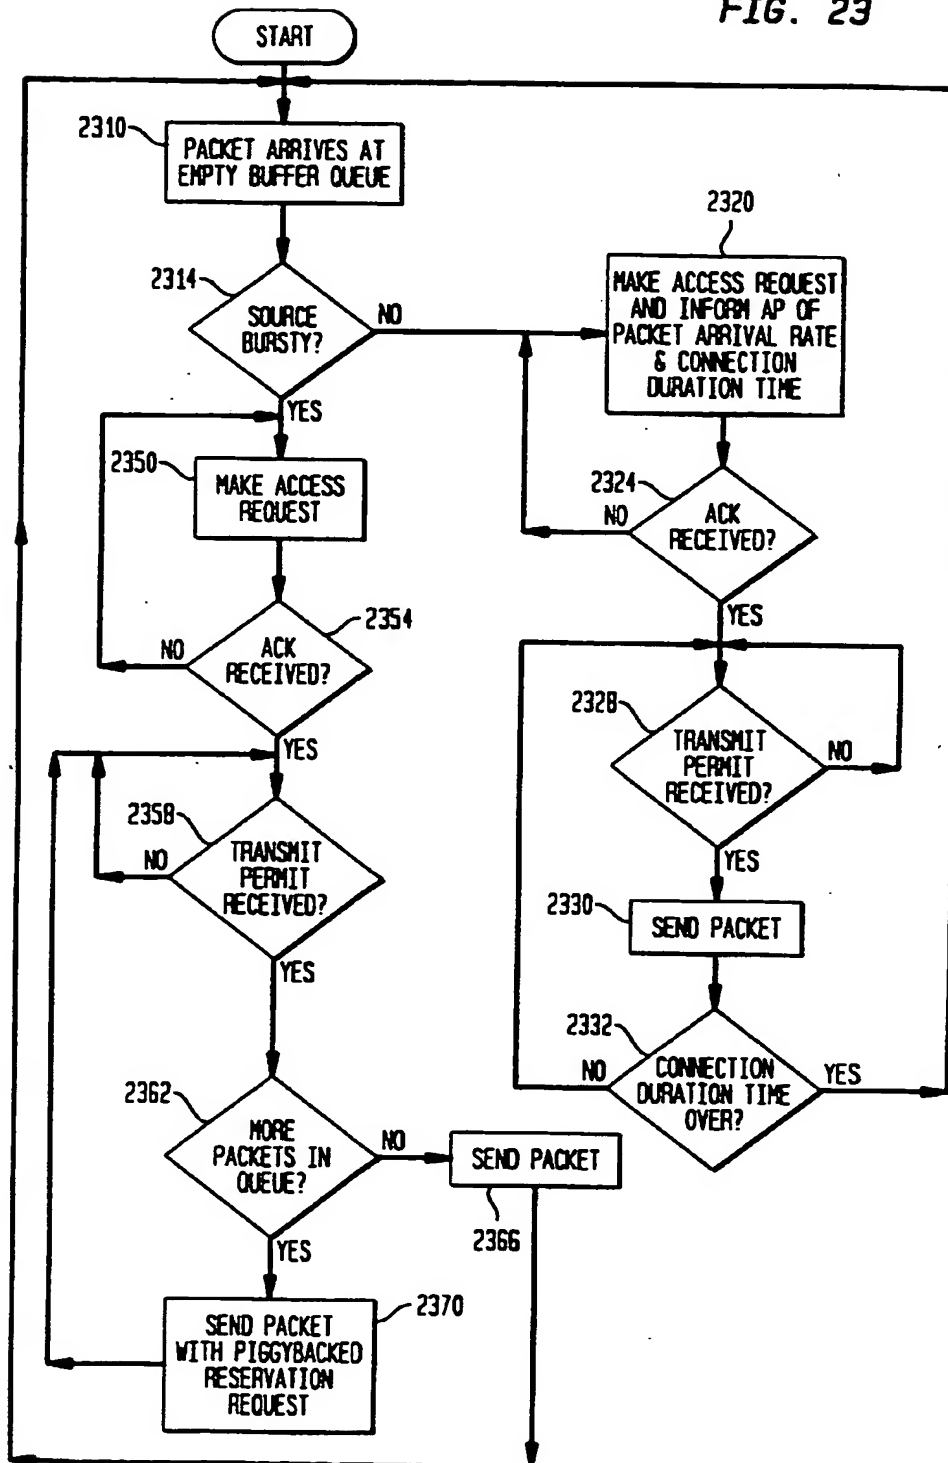 FIG. 23
START
2310
PACKET ARRIVES AT
EMPTY BUFFER QUEUE
2314
SOURCE
BURSTY?
NO
YES
2320
MAKE ACCESS REQUEST
AND INFORM AP OF
PACKET ARRIVAL RATE
& CONNECTION
DURATION TIME
2324
ACK
RECEIVED?
NO
YES
2350
MAKE ACCESS
REQUEST
2354
ACK
RECEIVED?
NO
YES
2328
TRANSMIT
PERMIT
RECEIVED?
NO
YES
2330
SEND PACKET
2332
CONNECTION
DURATION TIME
OVER?
NO
YES
2358
TRANSMIT
PERMIT
RECEIVED?
NO
YES
2362
MORE
PACKETS IN
QUEUE?
NO
YES
SEND PACKET
2366
2370
SEND PACKET
WITH PIGGYBACKED
RESERVATION
REQUEST